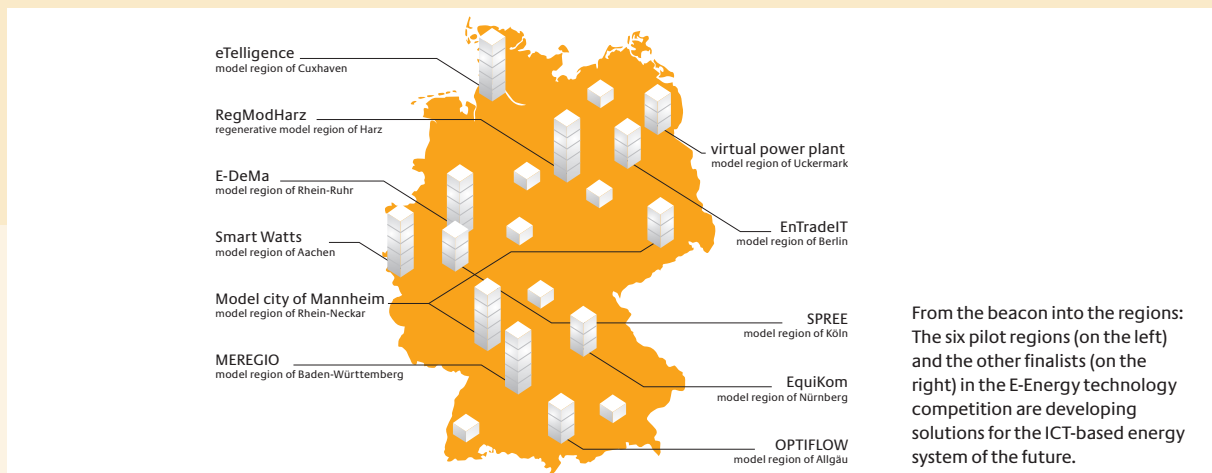 eTelligence
model region of Cuxhaven
RegModHarz
regenerative model region of Harz
E-DeMa
model region of Rhein-Ruhr
Smart Watts
model region of Aachen
Model city of Mannheim
model region of Rhein-Neckar
MEREGIO
model region of Baden-Württemberg
virtual power plant
model region of Uckermark
EnTradeIT
model region of Berlin
SPREE
model region of Köln
EquiKom
model region of Nürnberg
OPTIFLOW
model region of Allgäu
From the beacon into the regions:
The six pilot regions (on the left)
and the other finalists (on the
right) in the E-Energy technology
competition are developing
solutions for the ICT-based energy
system of the future.